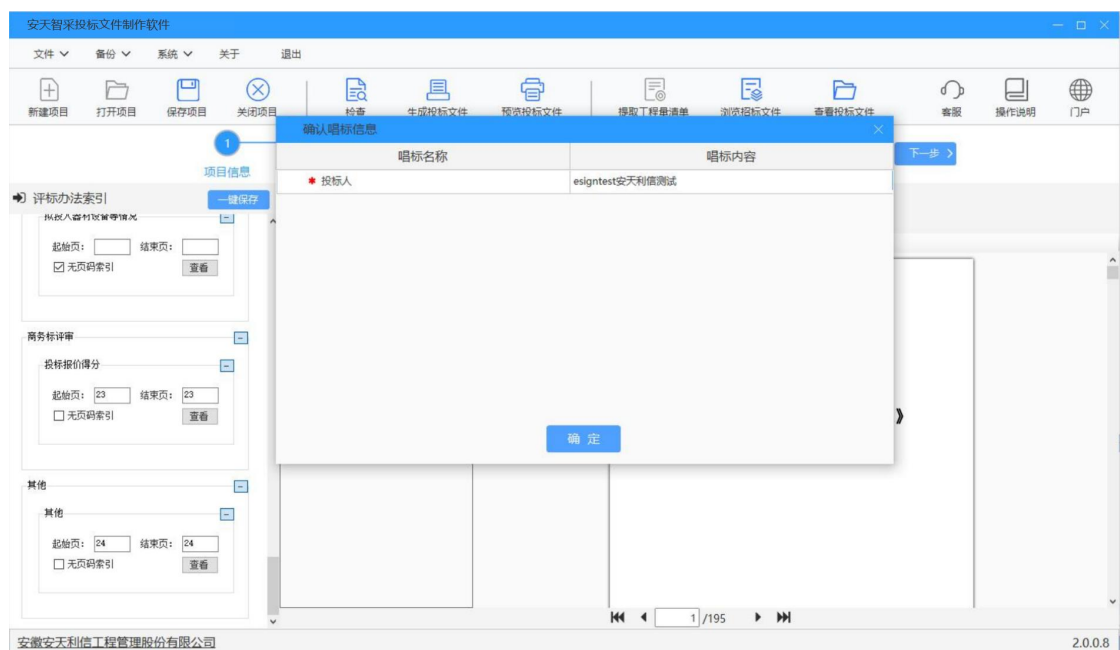 安天智采投标文件制作软件
文件 备份 系统 关于 退出
新建项目 打开项目 保存项目 关闭项目 检查 生成投标文件 预览投标文件 提取工程量清单 浏览招标文件 查看投标文件 客服 操作说明 门户
确认唱标信息
1
项目信息
下一步
唱标名称 唱标内容
* 投标人 esigntest安天利信测试
评标办法索引 一键保存
拟投入器材设备等情况
起始页: 结束页:
无页码索引 查看
商务标评审
投标报价得分
起始页: 23 结束页: 23
无页码索引 查看
》
确 定
其他
其他
起始页: 24 结束页: 24
无页码索引 查看
1 /195
安徽安天利信工程管理股份有限公司 2.0.0.8